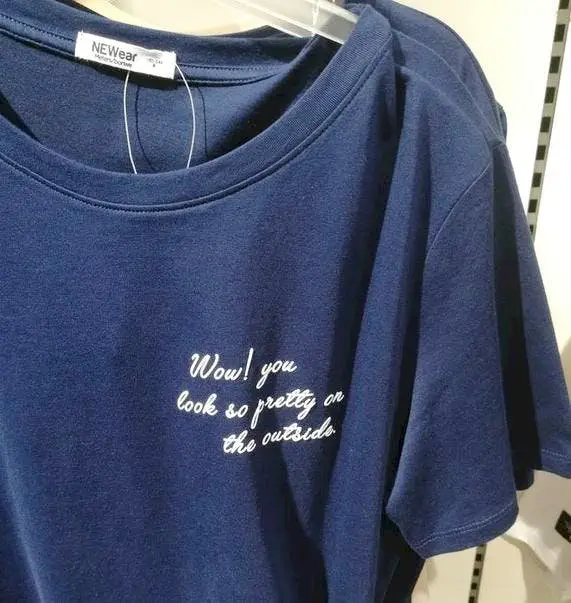 NEWear
Wow! you
look so pretty on
the outside.